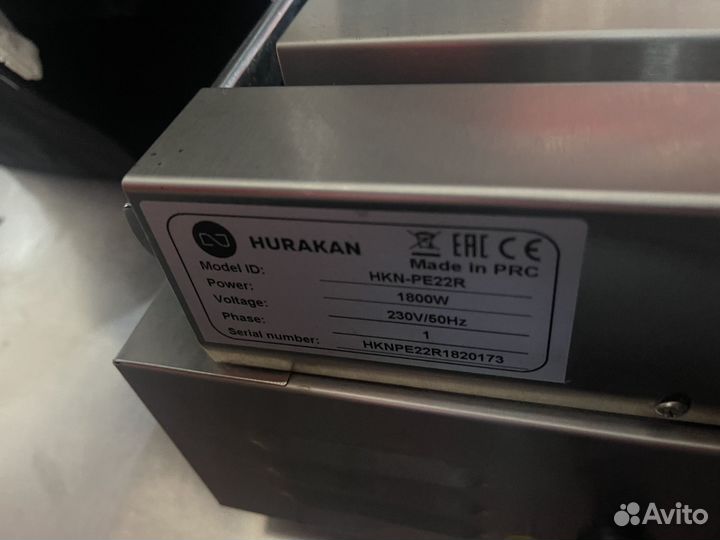 HURAKAN EAC CE
Made in PRC
Model ID: HKN-PE22R
Power: 1800W
Voltage: 230V/50Hz
Phase: 1
Serial number: HKNPE22R1820173
Avito